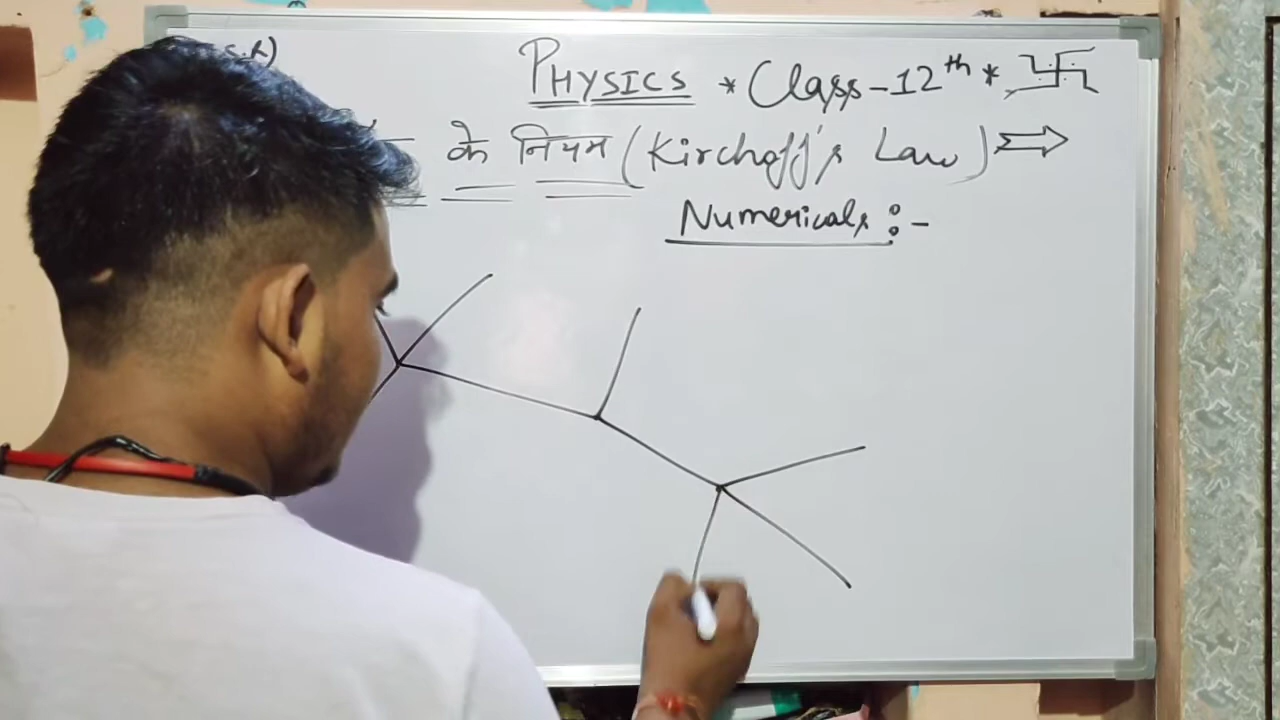 PHYSICS * Class-12th *
के नियम (Kirchoff's Law) ⇨
Numericals :-